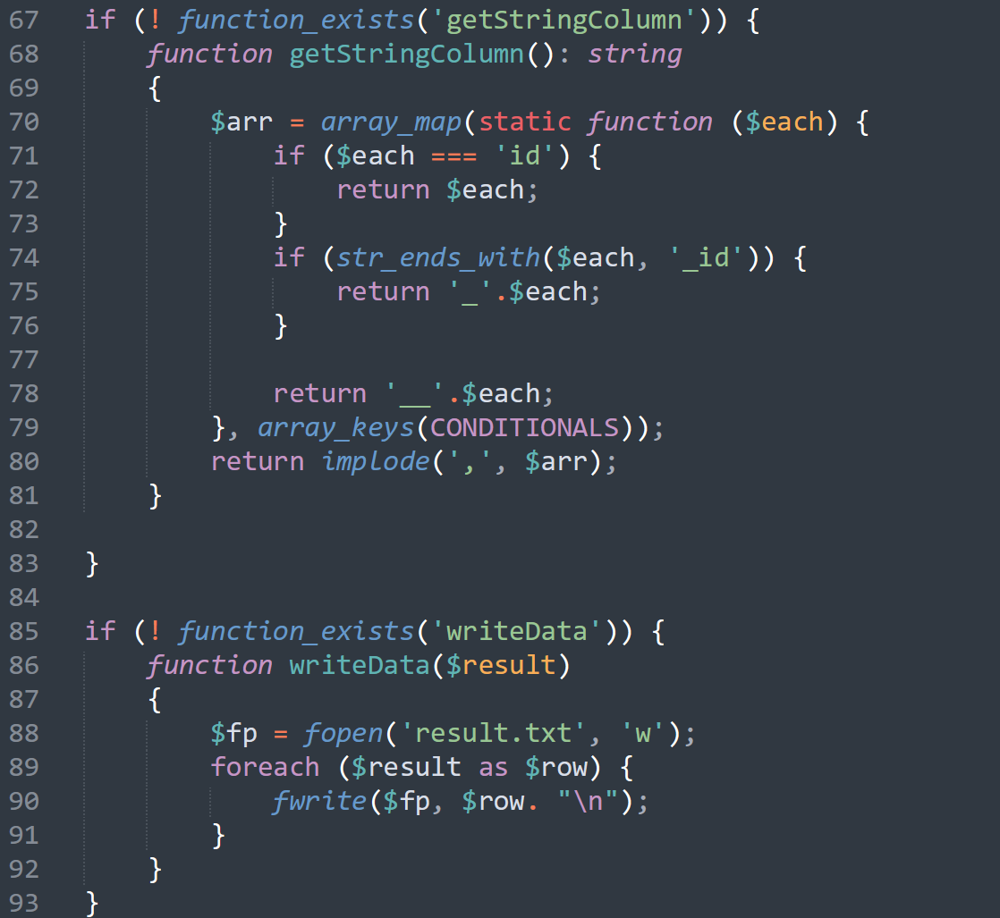 67 if (! function_exists('getStringColumn')) {
68     function getStringColumn(): string
69     {
70         $arr = array_map(static function ($each) {
71             if ($each === 'id') {
72                 return $each;
73             }
74             if (str_ends_with($each, '_id')) {
75                 return '_'.$each;
76             }
77
78             return '__'.$each;
79         }, array_keys(CONDITIONALS));
80         return implode(',', $arr);
81     }
82
83 }
84
85 if (! function_exists('writeData')) {
86     function writeData($result)
87     {
88         $fp = fopen('result.txt', 'w');
89         foreach ($result as $row) {
90             fwrite($fp, $row. "\n");
91         }
92     }
93 }